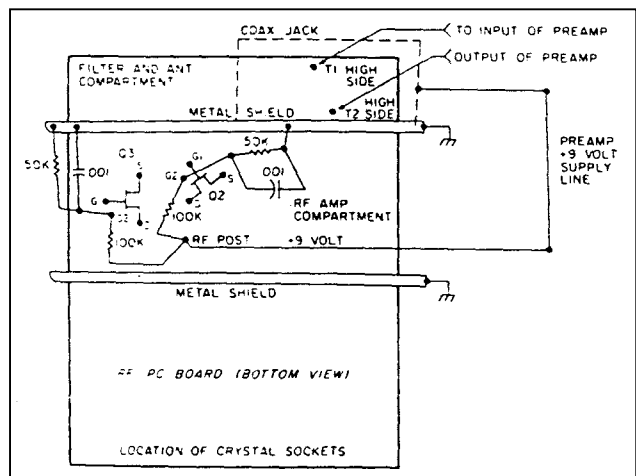 COAX JACK
TO INPUT OF PREAMP
OUTPUT OF PREAMP
FILTER AND ANT
COMPARTMENT
T1 HIGH
SIDE
HIGH
T2 SIDE
METAL SHIELD
50K
PREAMP
+9 VOLT
SUPPLY
LINE
50K
.001
Q3
S
G1
G2
S
Q2
.001
RF AMP
COMPARTMENT
G
G2
D
D
100K
100K
RF POST
+9 VOLT
METAL SHIELD
RF PC BOARD (BOTTOM VIEW)
LOCATION OF CRYSTAL SOCKETS